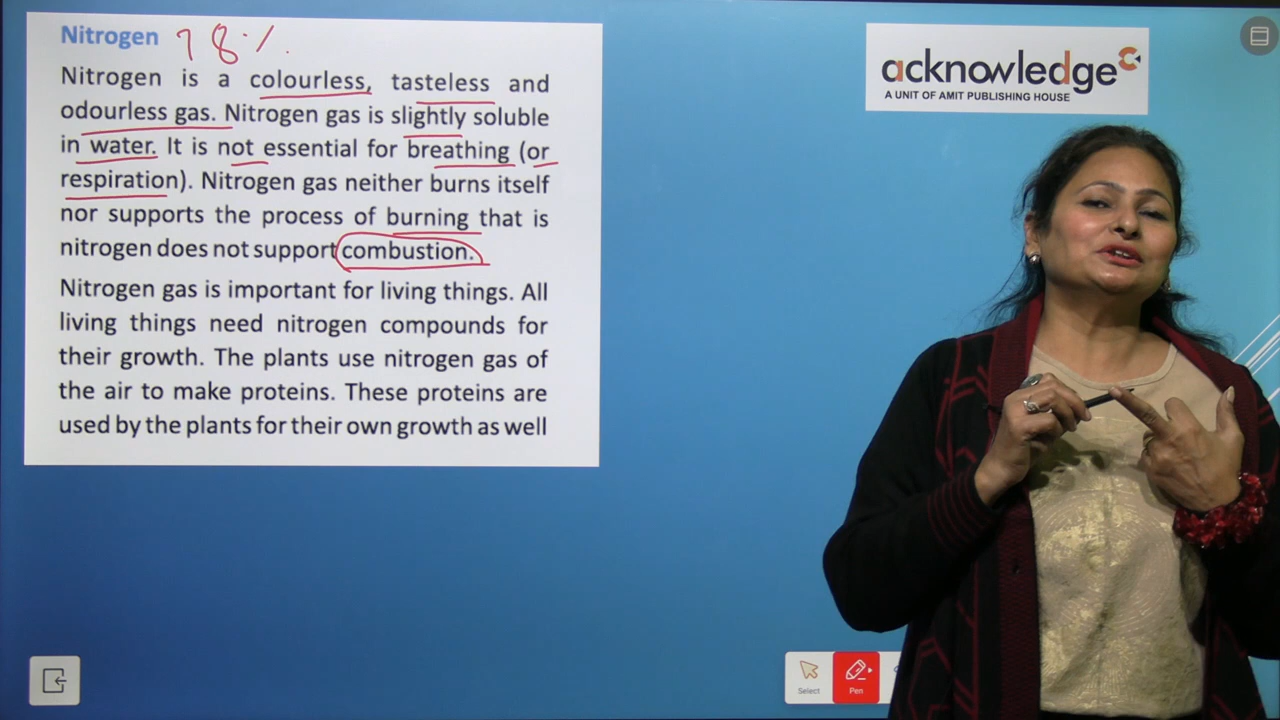 Nitrogen 78%
Nitrogen is a colourless, tasteless and
odourless gas. Nitrogen gas is slightly soluble
in water. It is not essential for breathing (or
respiration). Nitrogen gas neither burns itself
nor supports the process of burning that is
nitrogen does not support combustion.
Nitrogen gas is important for living things. All
living things need nitrogen compounds for
their growth. The plants use nitrogen gas of
the air to make proteins. These proteins are
used by the plants for their own growth as well
acknowledge
A UNIT OF AMIT PUBLISHING HOUSE
Select
Pen